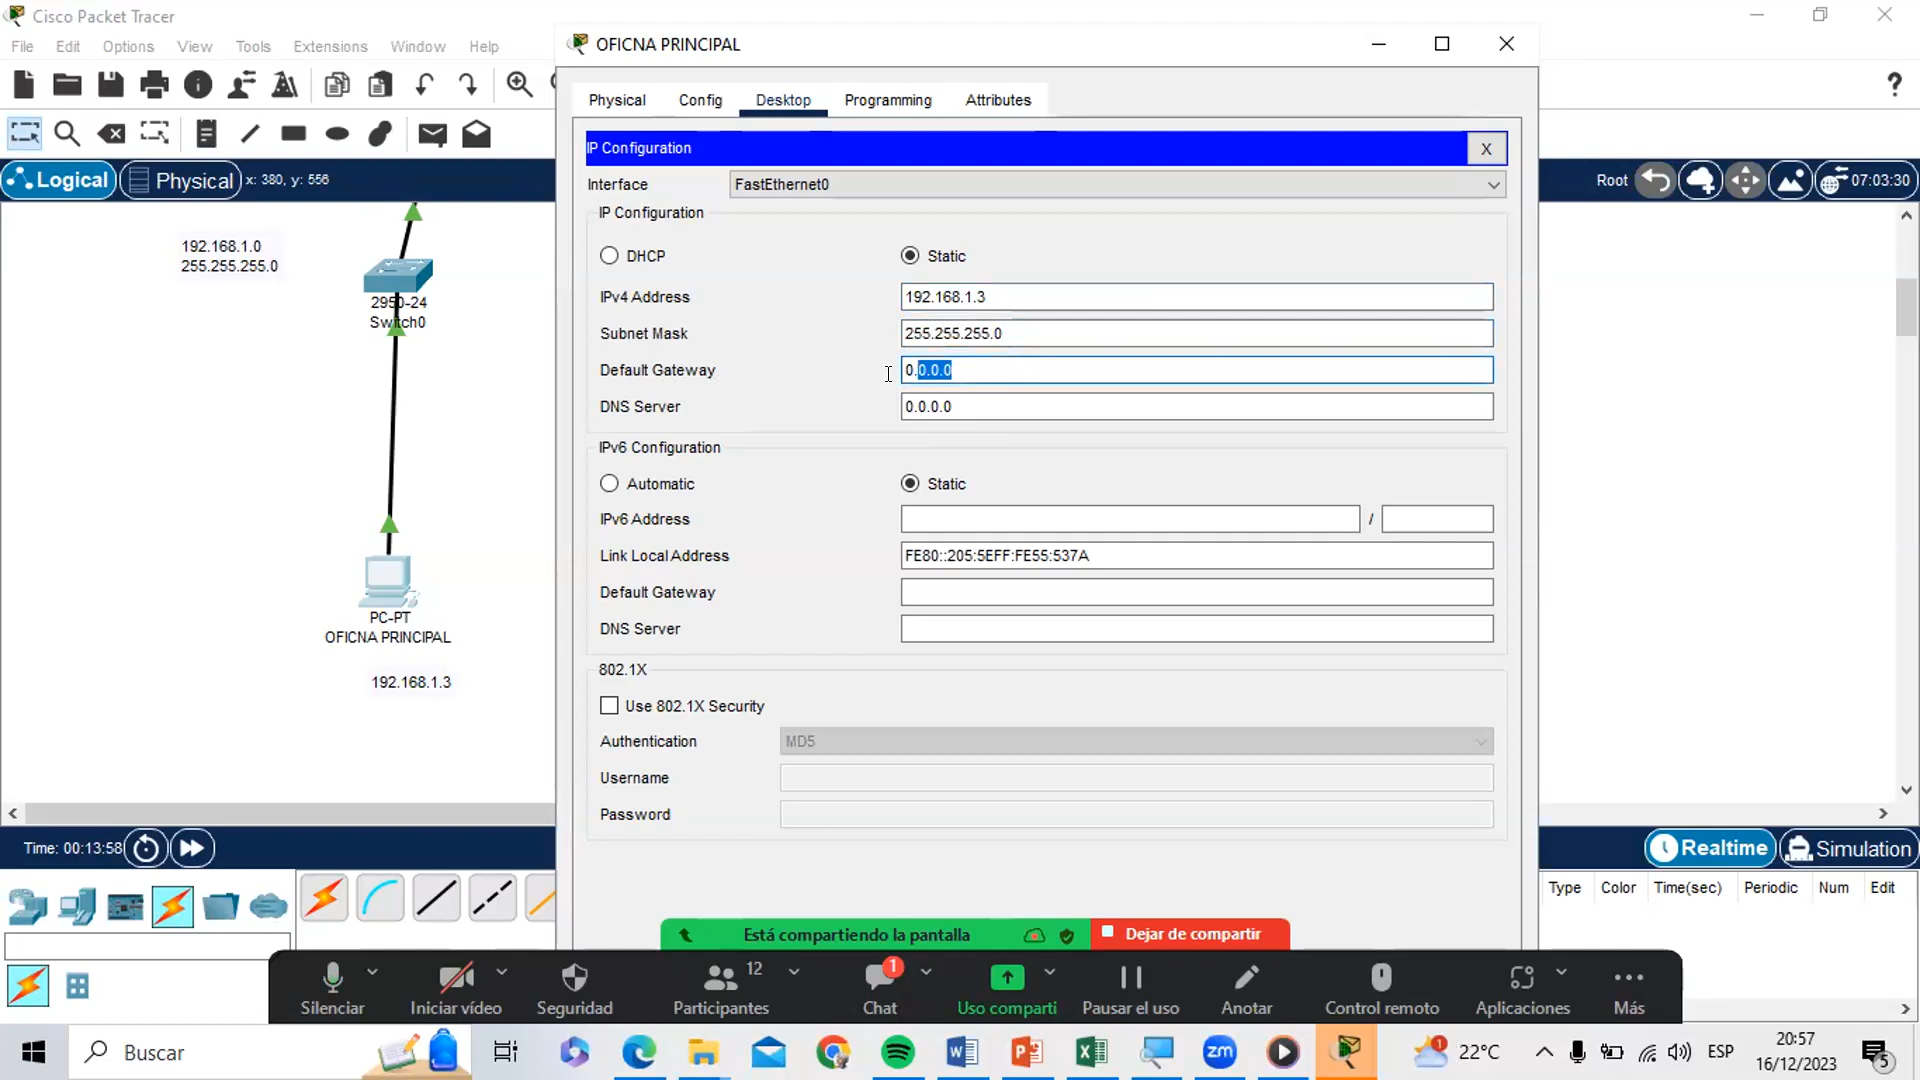 Cisco Packet Tracer
File Edit Options View Tools Extensions Window Help
Logical Physical x: 380, y: 556
Root 07:03:30
192.168.1.0
255.255.255.0
2950-24
Switch0
PC-PT
OFICNA PRINCIPAL
192.168.1.3
OFICNA PRINCIPAL
Physical Config Desktop Programming Attributes
IP Configuration X
Interface FastEthernet0
IP Configuration
DHCP Static
IPv4 Address 192.168.1.3
Subnet Mask 255.255.255.0
Default Gateway 0.0.0.0
DNS Server 0.0.0.0
IPv6 Configuration
Automatic Static
IPv6 Address /
Link Local Address FE80::205:5EFF:FE55:537A
Default Gateway
DNS Server
802.1X
Use 802.1X Security
Authentication MD5
Username
Password
Time: 00:13:58
Realtime Simulation
Type Color Time(sec) Periodic Num Edit
Está compartiendo la pantalla Dejar de compartir
12 1
Silenciar Iniciar vídeo Seguridad Participantes Chat Uso comparti Pausar el uso Anotar Control remoto Aplicaciones Más
Buscar
zm
1 22°C ESP
20:57
16/12/2023
5